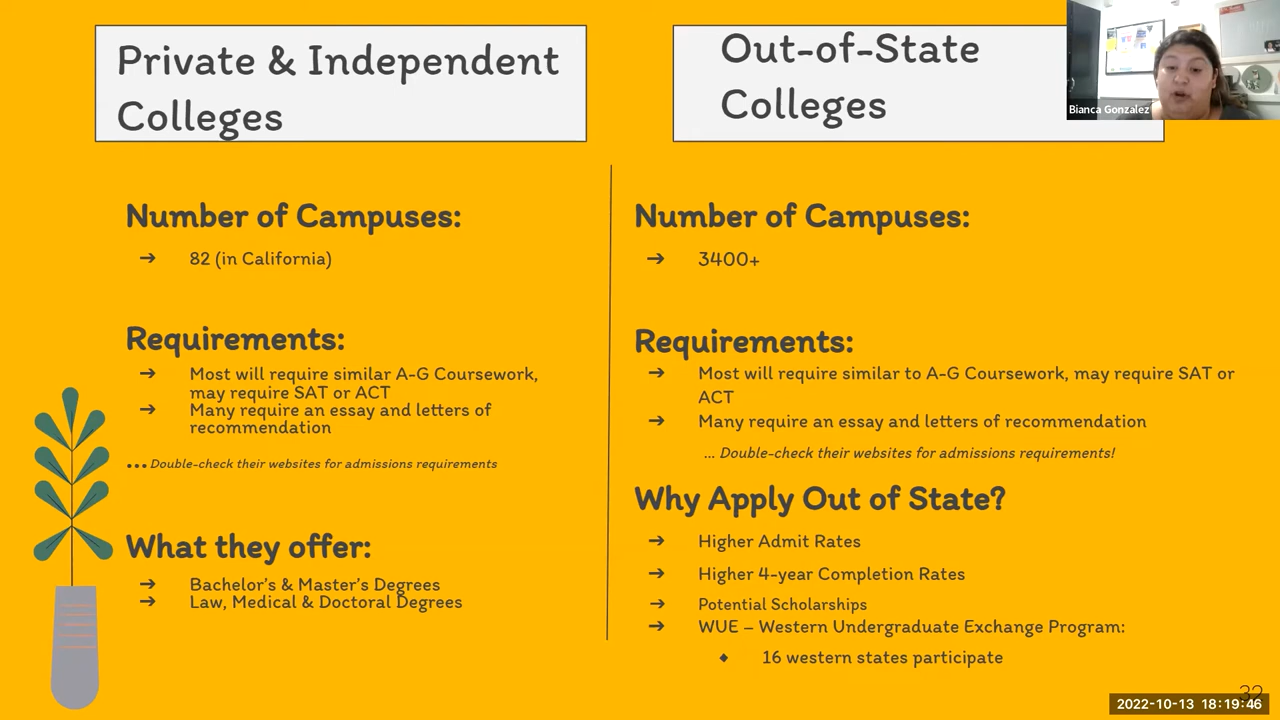 Private & Independent
Colleges
Number of Campuses:
➔ 82 (in California)
Requirements:
➔ Most will require similar A-G Coursework,
may require SAT or ACT
➔ Many require an essay and letters of
recommendation
... Double-check their websites for admissions requirements
What they offer:
➔ Bachelor's & Master's Degrees
➔ Law, Medical & Doctoral Degrees
Out-of-State
Colleges
Number of Campuses:
➔ 3400+
Requirements:
➔ Most will require similar to A-G Coursework, may require SAT or
ACT
➔ Many require an essay and letters of recommendation
... Double-check their websites for admissions requirements!
Why Apply Out of State?
➔ Higher Admit Rates
➔ Higher 4-year Completion Rates
➔ Potential Scholarships
➔ WUE – Western Undergraduate Exchange Program:
◆ 16 western states participate
Bianca Gonzalez
32
2022-10-13 18:19:46